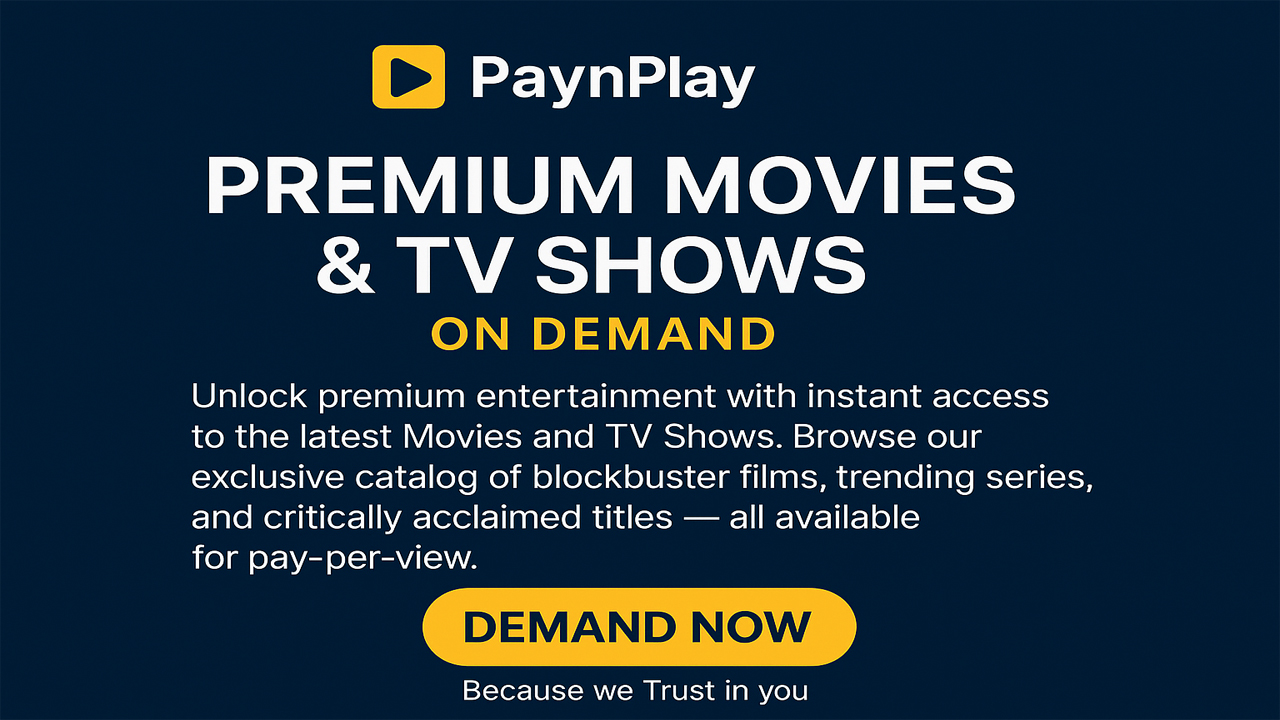 PaynPlay
PREMIUM MOVIES
& TV SHOWS
ON DEMAND
Unlock premium entertainment with instant access
to the latest Movies and TV Shows. Browse our
exclusive catalog of blockbuster films, trending series,
and critically acclaimed titles — all available
for pay-per-view.
DEMAND NOW
Because we Trust in you